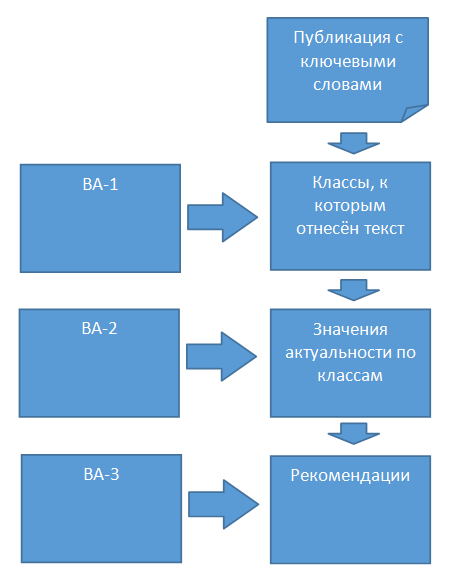 Публикация с
ключевыми
словами
ВА-1
Классы, к
которым
отнесён текст
ВА-2
Значения
актуальности по
классам
ВА-3
Рекомендации